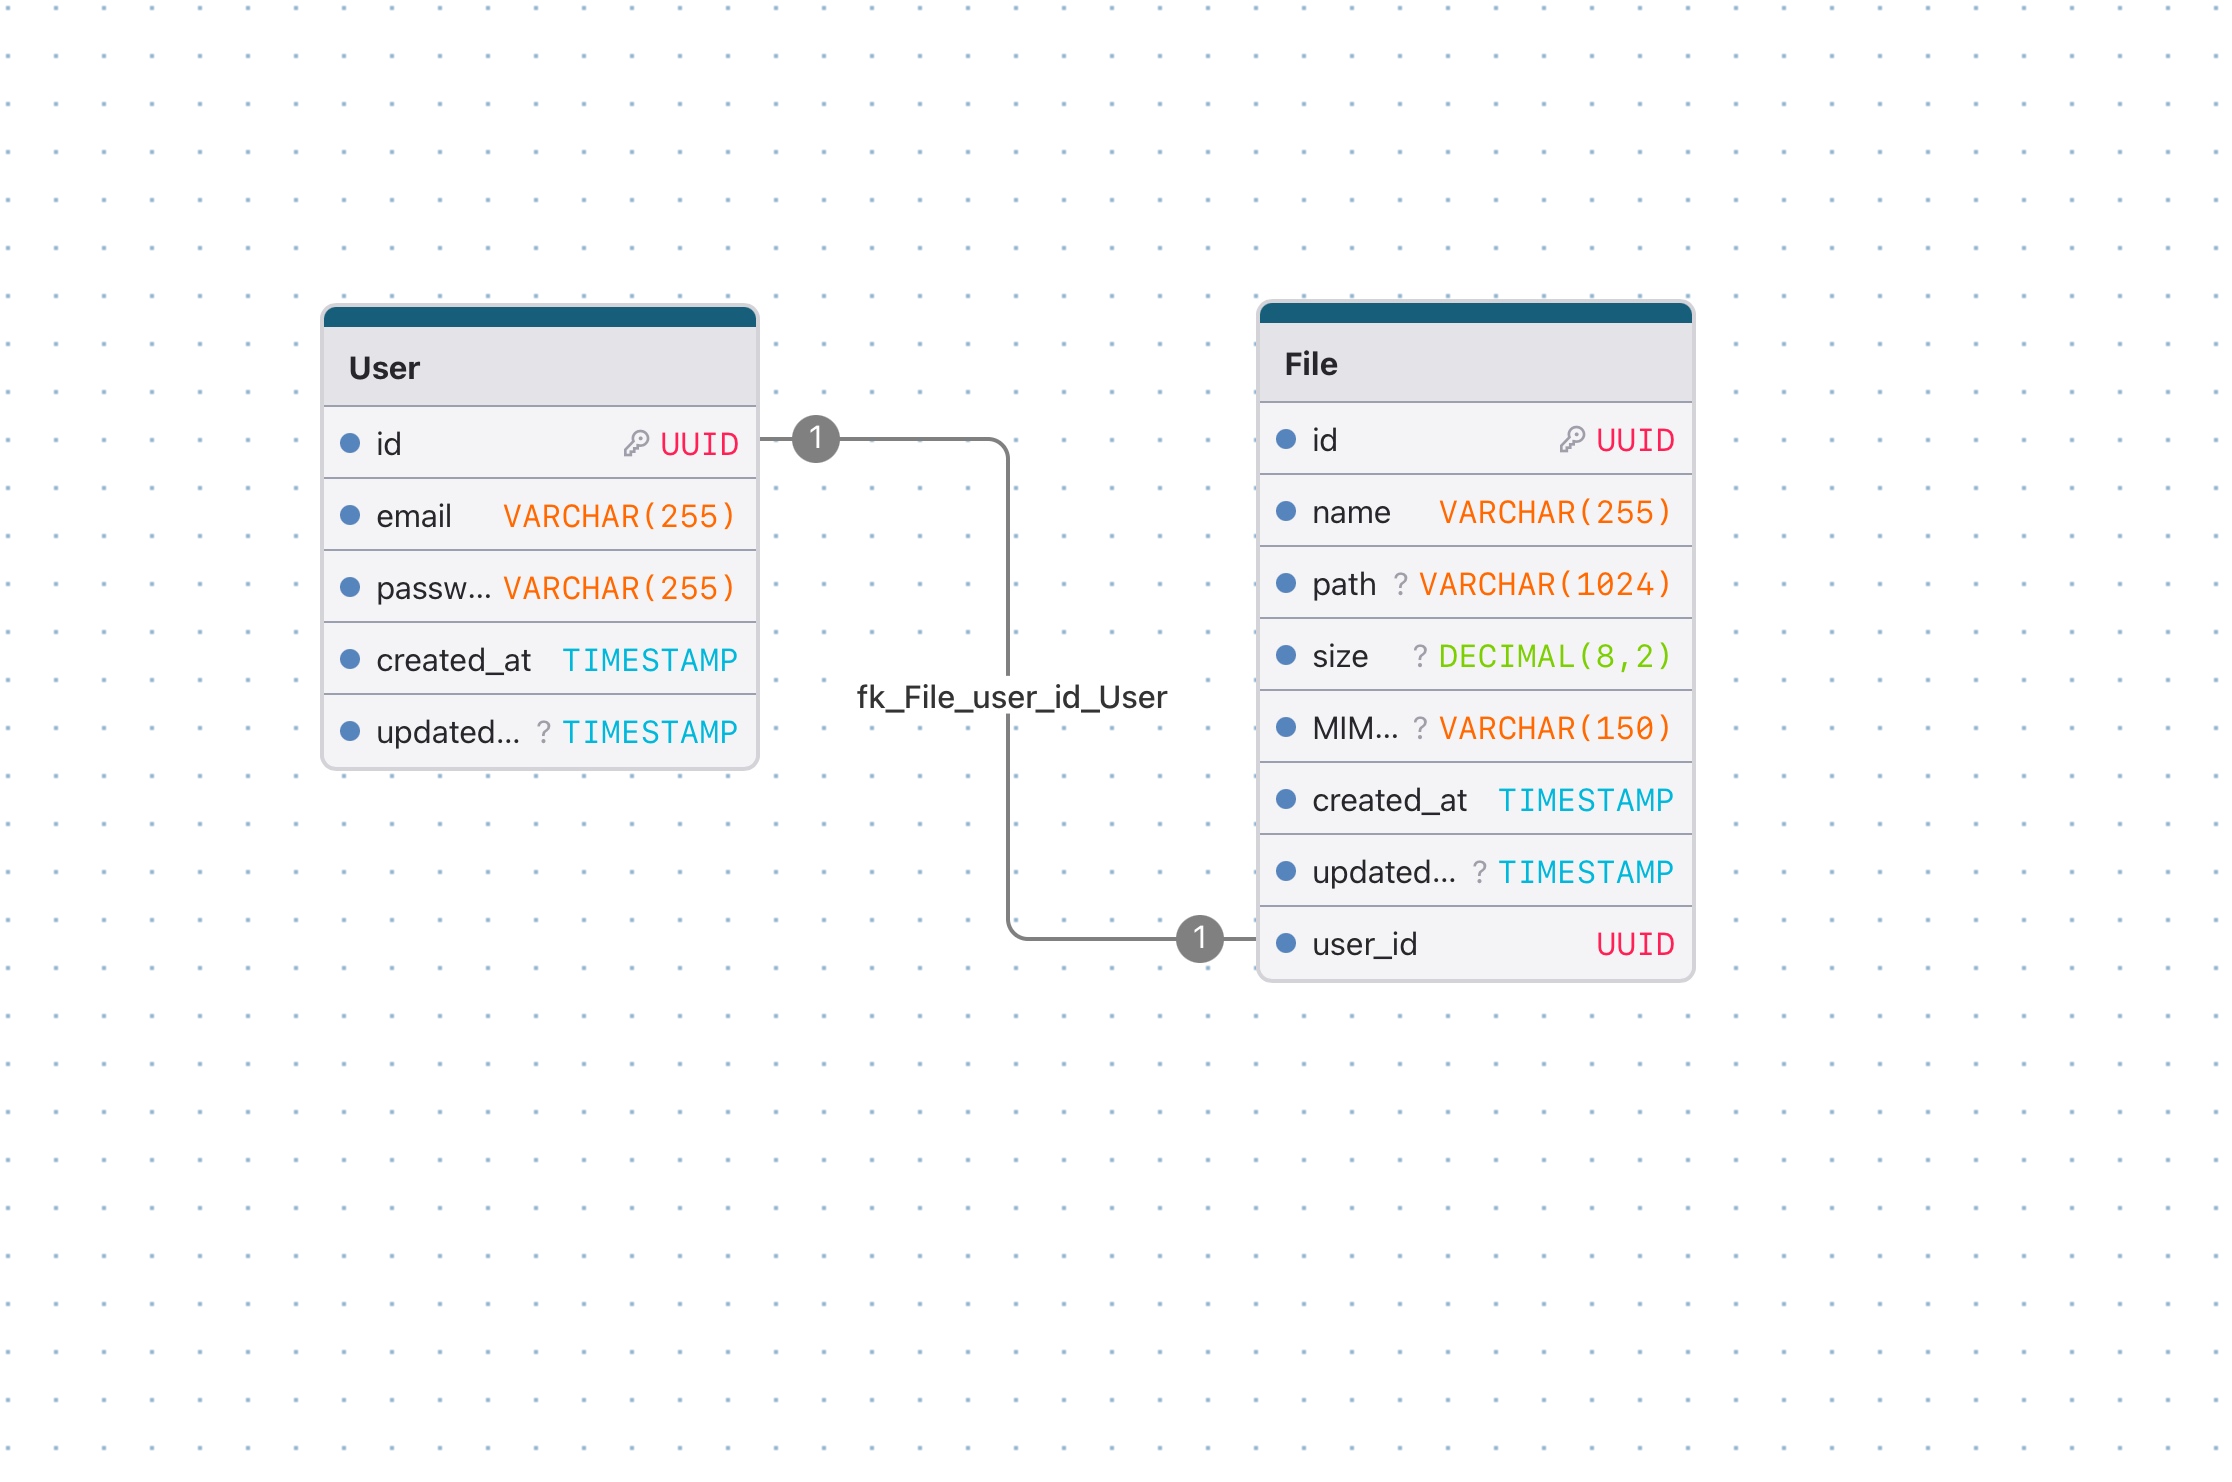 User
id UUID
email VARCHAR(255)
passw... VARCHAR(255)
created_at TIMESTAMP
updated... ? TIMESTAMP
1
fk_File_user_id_User
1
File
id UUID
name VARCHAR(255)
path ? VARCHAR(1024)
size ? DECIMAL(8,2)
MIM... ? VARCHAR(150)
created_at TIMESTAMP
updated... ? TIMESTAMP
user_id UUID